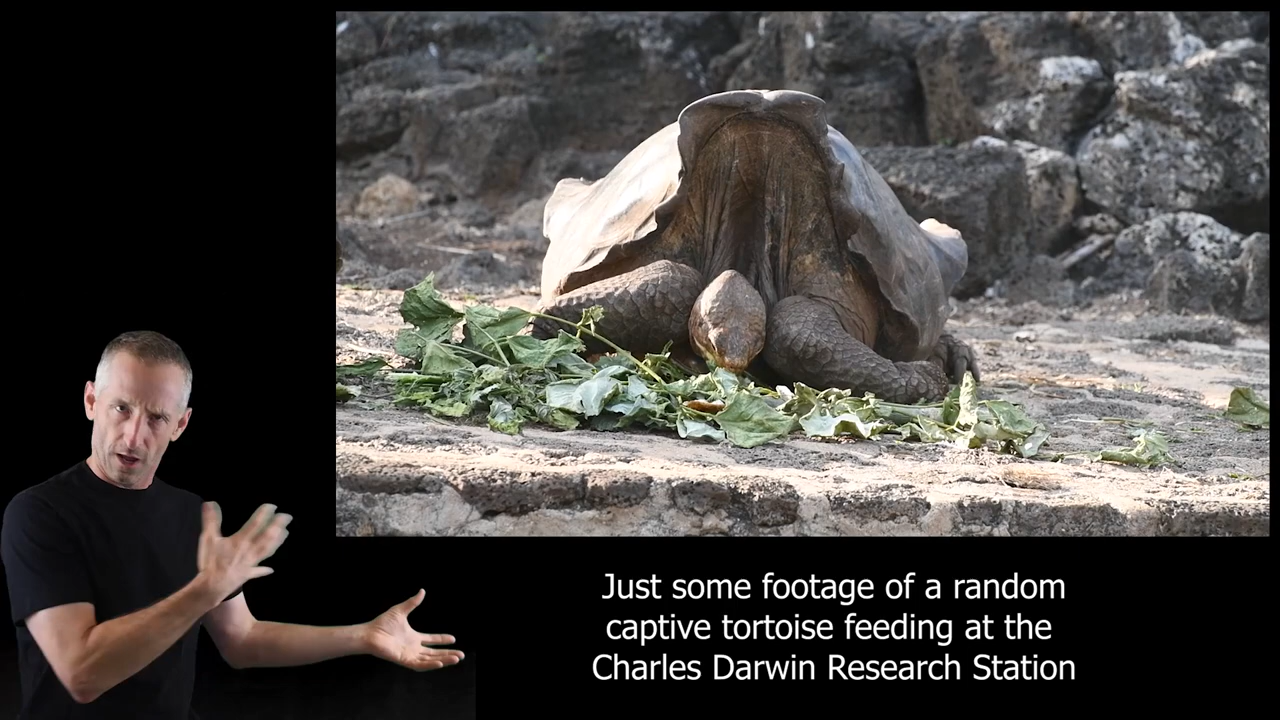 Just some footage of a random
captive tortoise feeding at the
Charles Darwin Research Station